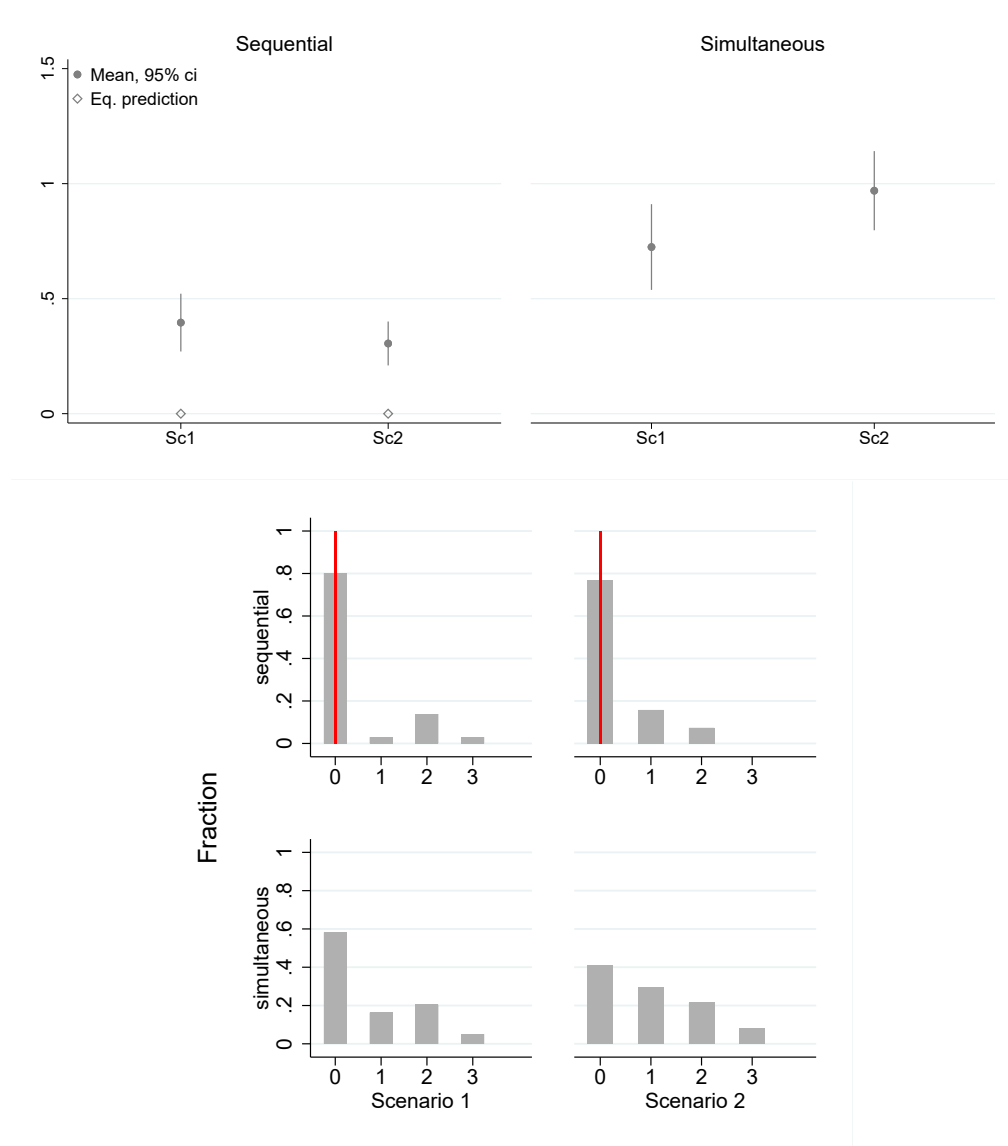 Sequential
Simultaneous
1.5
Mean, 95% ci
Eq. prediction
1
.5
0
Sc1
Sc2
Sc1
Sc2
Fraction
sequential
1
.8
.6
.4
.2
0
0 1 2 3
0 1 2 3
simultaneous
1
.8
.6
.4
.2
0
0 1 2 3
0 1 2 3
Scenario 1
Scenario 2